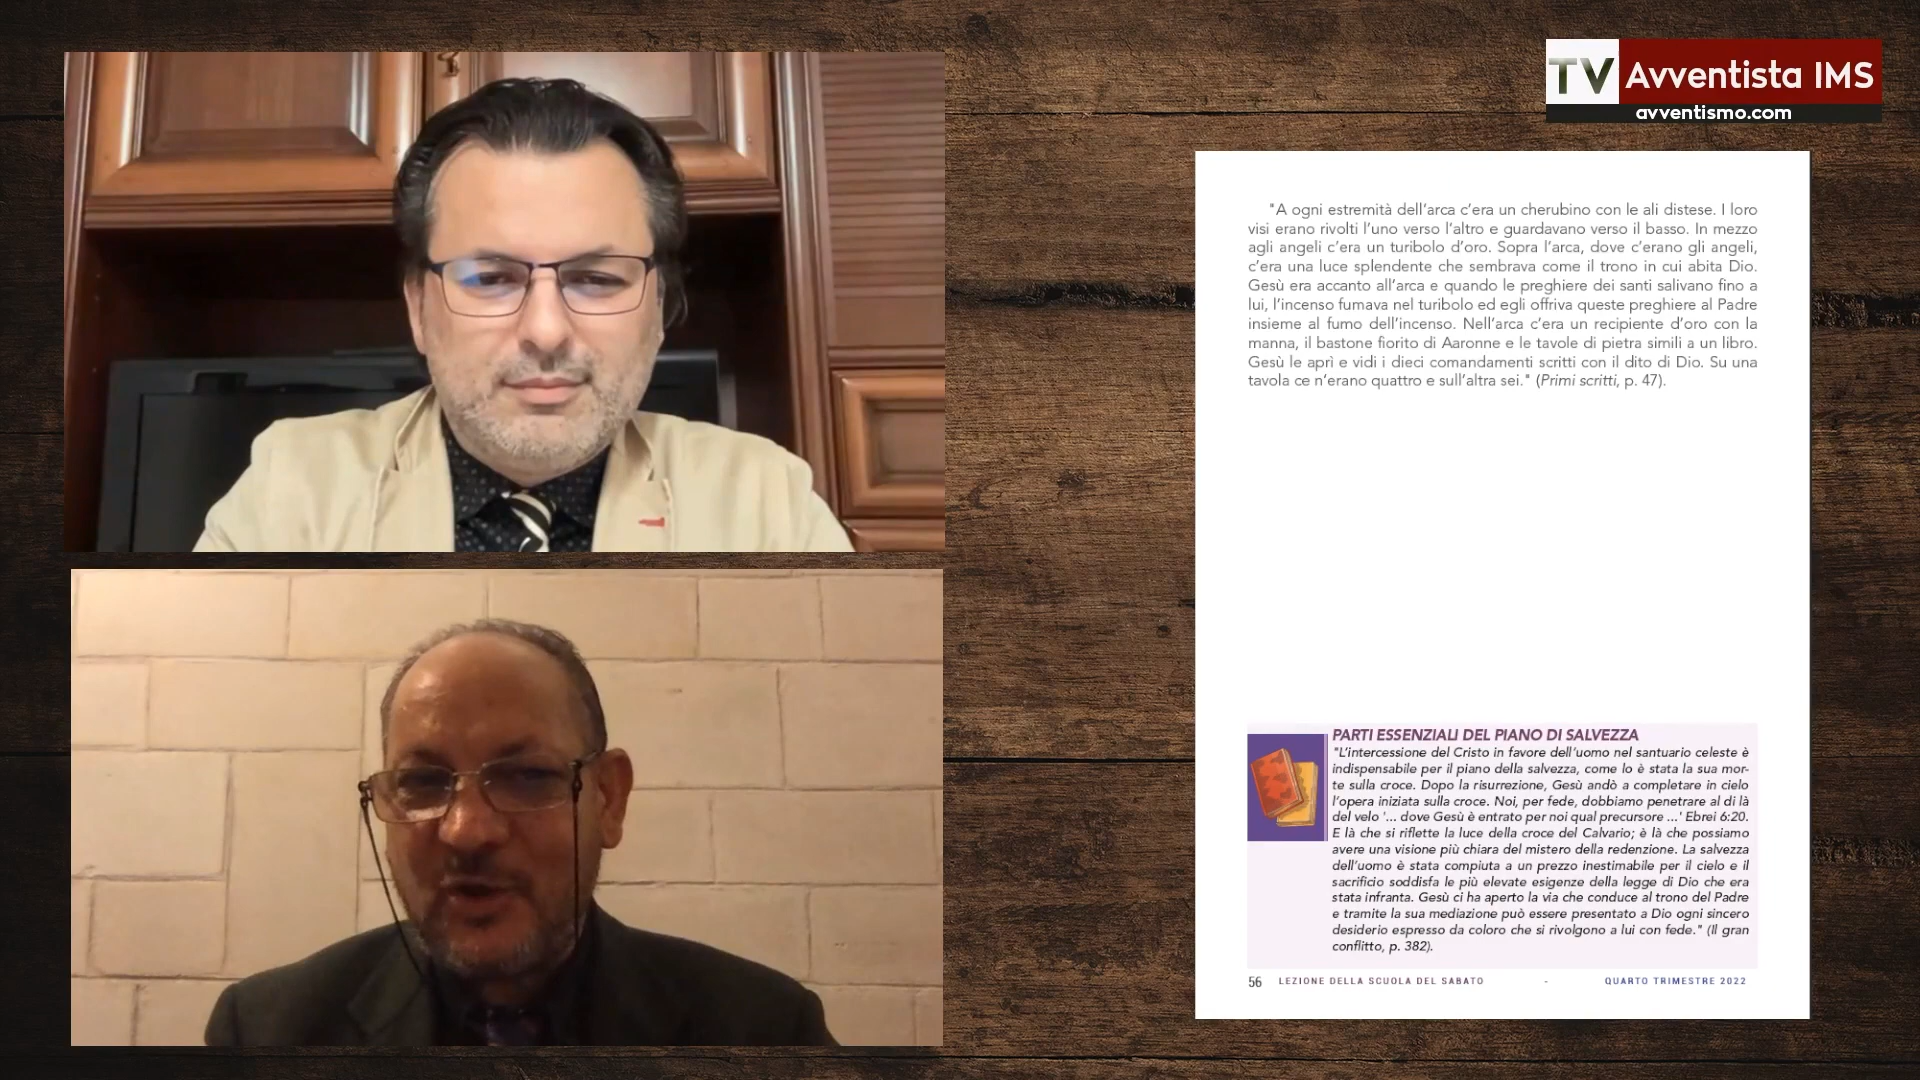 TV Avventista IMS
avventismo.com
"A ogni estremità dell'arca c'era un cherubino con le ali distese. I loro
visi erano rivolti l'uno verso l'altro e guardavano verso il basso. In mezzo
agli angeli c'era un turibolo d'oro. Sopra l'arca, dove c'erano gli angeli,
c'era una luce splendente che sembrava come il trono in cui abita Dio.
Gesù era accanto all'arca e quando le preghiere dei santi salivano fino a
lui, l'incenso fumava nel turibolo ed egli offriva queste preghiere al Padre
insieme al fumo dell'incenso. Nell'arca c'era un recipiente d'oro con la
manna, il bastone fiorito di Aaronne e le tavole di pietra simili a un libro.
Gesù le aprì e vidi i dieci comandamenti scritti con il dito di Dio. Su una
tavola ce n'erano quattro e sull'altra sei." (Primi scritti, p. 47).
PARTI ESSENZIALI DEL PIANO DI SALVEZZA
"L'intercessione del Cristo in favore dell'uomo nel santuario celeste è
indispensabile per il piano della salvezza, come lo è stata la sua mor-
te sulla croce. Dopo la risurrezione, Gesù andò a completare in cielo
l'opera iniziata sulla croce. Noi, per fede, dobbiamo penetrare al di là
del velo '... dove Gesù è entrato per noi qual precursore ...' Ebrei 6:20.
E là che si riflette la luce della croce del Calvario; è là che possiamo
avere una visione più chiara del mistero della redenzione. La salvezza
dell'uomo è stata compiuta a un prezzo inestimabile per il cielo e il
sacrificio soddisfa le più elevate esigenze della legge di Dio che era
stata infranta. Gesù ci ha aperto la via che conduce al trono del Padre
e tramite la sua mediazione può essere presentato a Dio ogni sincero
desiderio espresso da coloro che si rivolgono a lui con fede." (Il gran
conflitto, p. 382).
56 LEZIONE DELLA SCUOLA DEL SABATO - QUARTO TRIMESTRE 2022